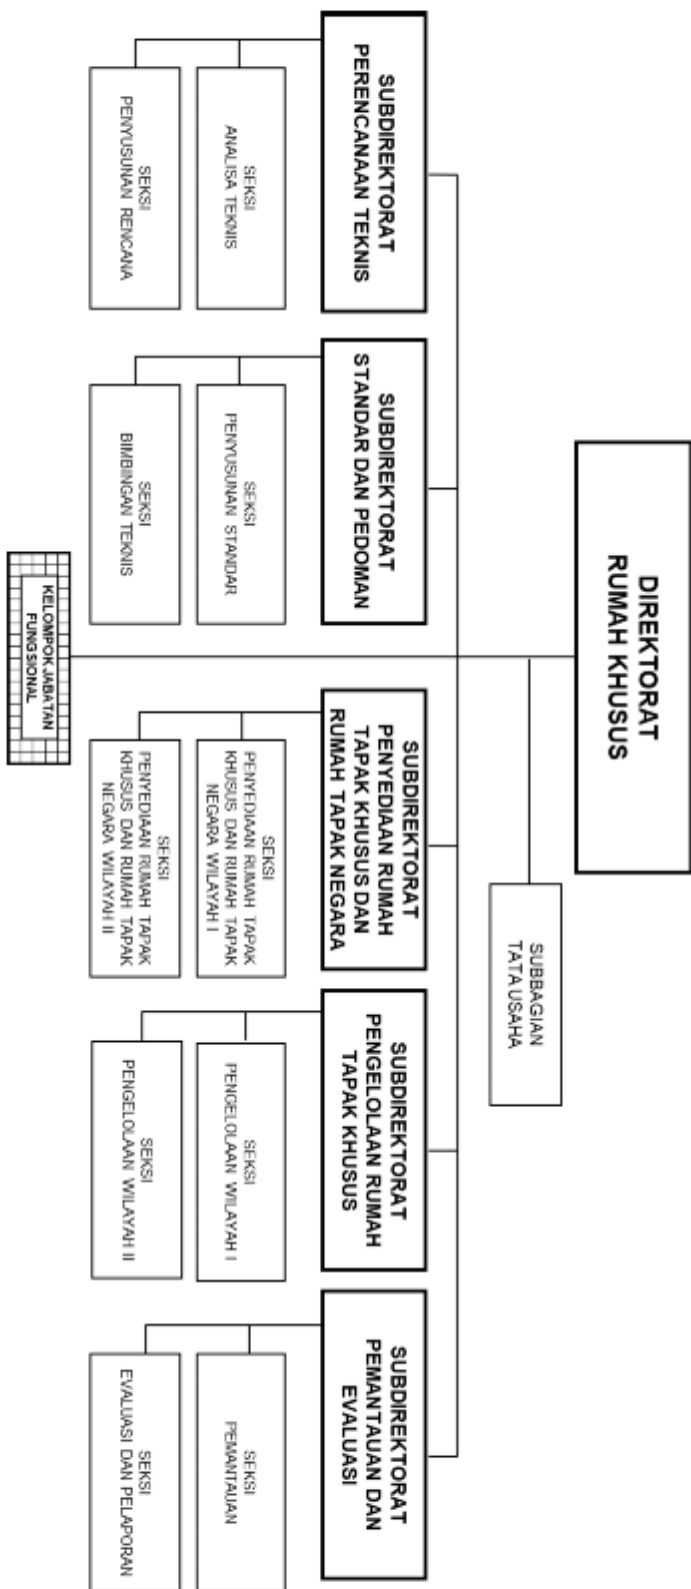 DIREKTORAT
RUMAH KHUSUS
SUBBAGIAN
TATA USAHA
SUBDIREKTORAT
PERENCANAAN TEKNIS
SEKSI
ANALISA TEKNIS
SEKSI
PENYUSUNAN RENCANA
SUBDIREKTORAT
STANDAR DAN PEDOMAN
SEKSI
PENYUSUNAN STANDAR
SEKSI
BIMBINGAN TEKNIS
SUBDIREKTORAT
PENYEDIAAN RUMAH
TAPAK KHUSUS DAN
RUMAH TAPAK NEGARA
SEKSI
PENYEDIAAN RUMAH TAPAK
KHUSUS DAN RUMAH TAPAK
NEGARA WILAYAH I
SEKSI
PENYEDIAAN RUMAH TAPAK
KHUSUS DAN RUMAH TAPAK
NEGARA WILAYAH II
SUBDIREKTORAT
PENGELOLAAN RUMAH
TAPAK KHUSUS
SEKSI
PENGELOLAAN WILAYAH I
SEKSI
PENGELOLAAN WILAYAH II
SUBDIREKTORAT
PEMANTAUAN DAN
EVALUASI
SEKSI
PEMANTAUAN
SEKSI
EVALUASI DAN PELAPORAN
KELOMPOK JABATAN
FUNGSIONAL